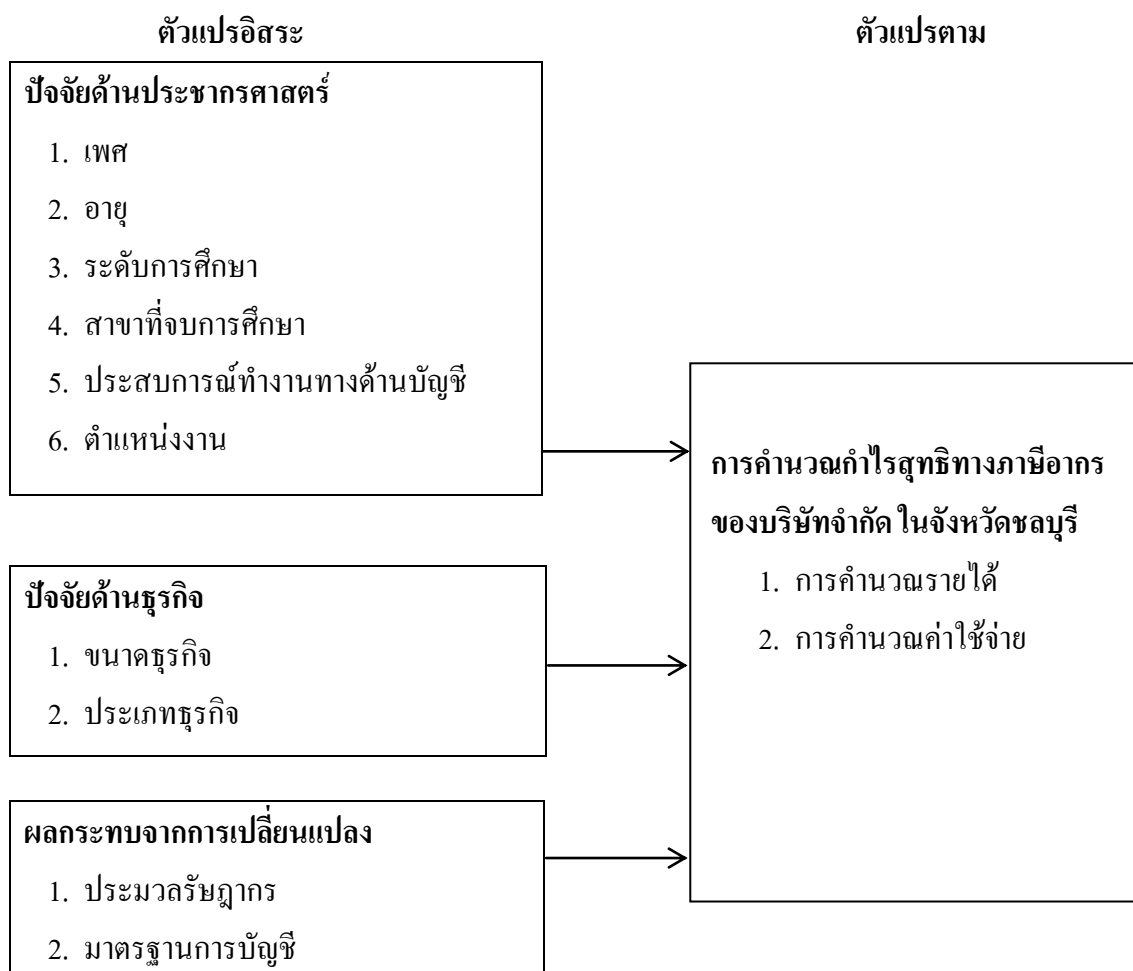 ตัวแปรอิสระ
ตัวแปรตาม
ปัจจัยด้านประชากรศาสตร์
1. เพศ
2. อายุ
3. ระดับการศึกษา
4. สาขาที่จบการศึกษา
5. ประสบการณ์ทำงานทางด้านบัญชี
6. ตำแหน่งงาน
ปัจจัยด้านธุรกิจ
1. ขนาดธุรกิจ
2. ประเภทธุรกิจ
ผลกระทบจากการเปลี่ยนแปลง
1. ประมวลรัษฎากร
2. มาตรฐานการบัญชี
การคำนวณกำไรสุทธิทางภาษีอากร
ของบริษัทจำกัด ในจังหวัดชลบุรี
1. การคำนวณรายได้
2. การคำนวณค่าใช้จ่าย